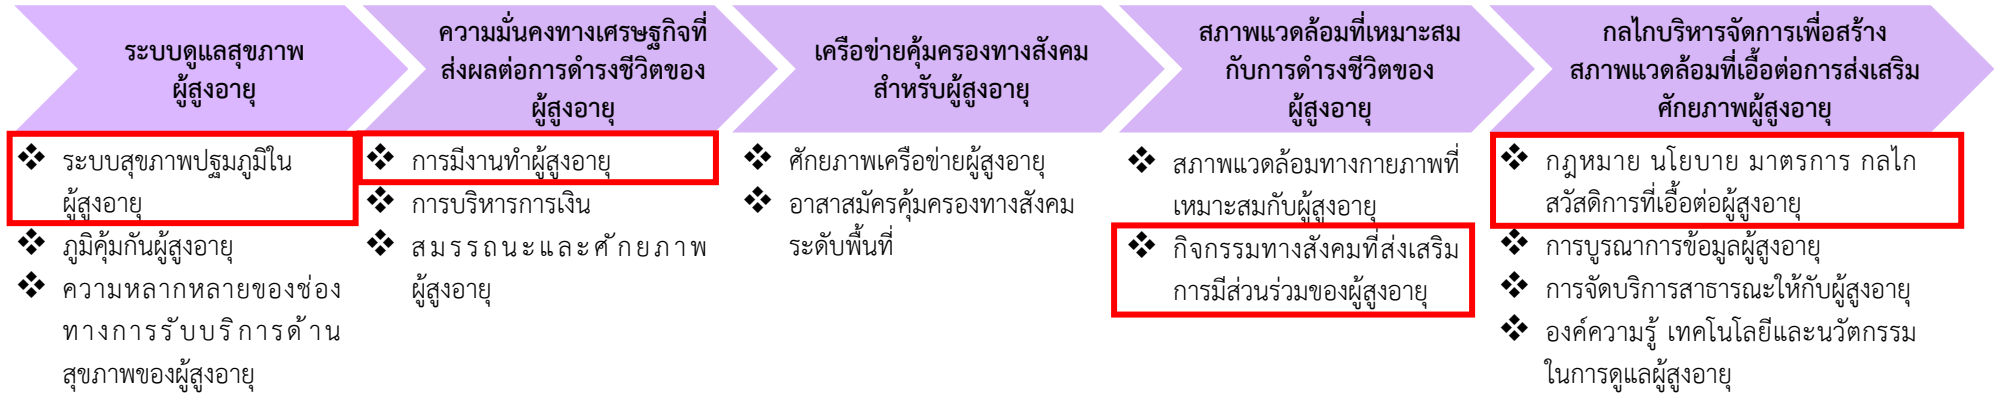 ระบบดูแลสุขภาพ
ผู้สูงอายุ
ความมั่นคงทางเศรษฐกิจที่
ส่งผลต่อการดำรงชีวิตของ
ผู้สูงอายุ
เครือข่ายคุ้มครองทางสังคม
สำหรับผู้สูงอายุ
สภาพแวดล้อมที่เหมาะสม
กับการดำรงชีวิตของ
ผู้สูงอายุ
กลไกบริหารจัดการเพื่อสร้าง
สภาพแวดล้อมที่เอื้อต่อการส่งเสริม
ศักยภาพผู้สูงอายุ
❖ ระบบสุขภาพปฐมภูมิใน
ผู้สูงอายุ
❖ ภูมิคุ้มกันผู้สูงอายุ
❖ ความหลากหลายของช่อง
ทางการรับบริการด้าน
สุขภาพของผู้สูงอายุ
❖ การมีงานทำผู้สูงอายุ
❖ การบริหารการเงิน
❖ สมรรถนะและศักยภาพ
ผู้สูงอายุ
❖ ศักยภาพเครือข่ายผู้สูงอายุ
❖ อาสาสมัครคุ้มครองทางสังคม
ระดับพื้นที่
❖ สภาพแวดล้อมทางกายภาพที่
เหมาะสมกับผู้สูงอายุ
❖ กิจกรรมทางสังคมที่ส่งเสริม
การมีส่วนร่วมของผู้สูงอายุ
❖ กฎหมาย นโยบาย มาตรการ กลไก
สวัสดิการที่เอื้อต่อผู้สูงอายุ
❖ การบูรณาการข้อมูลผู้สูงอายุ
❖ การจัดบริการสาธารณะให้กับผู้สูงอายุ
❖ องค์ความรู้ เทคโนโลยีและนวัตกรรม
ในการดูแลผู้สูงอายุ